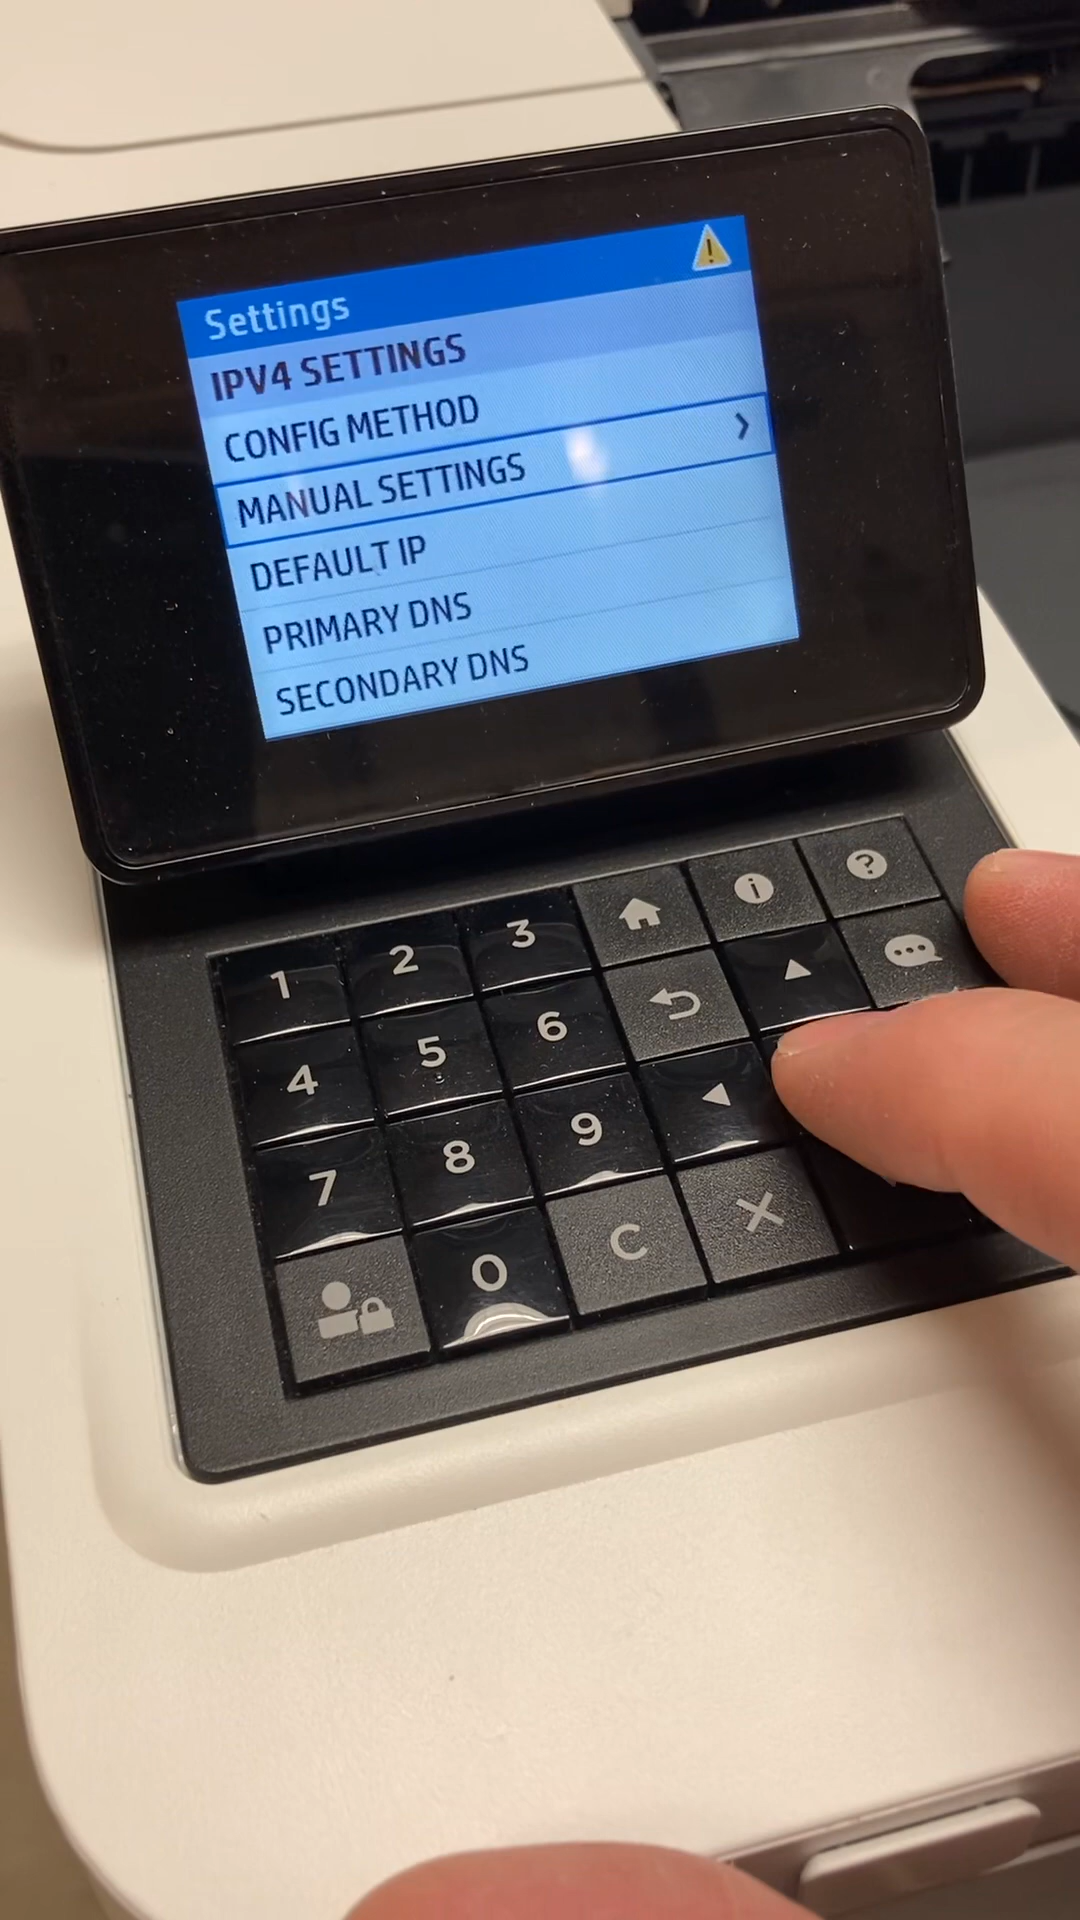 Settings
IPV4 SETTINGS
CONFIG METHOD
MANUAL SETTINGS
DEFAULT IP
PRIMARY DNS
SECONDARY DNS
1 2 3
4 5 6
7 8 9
0 C